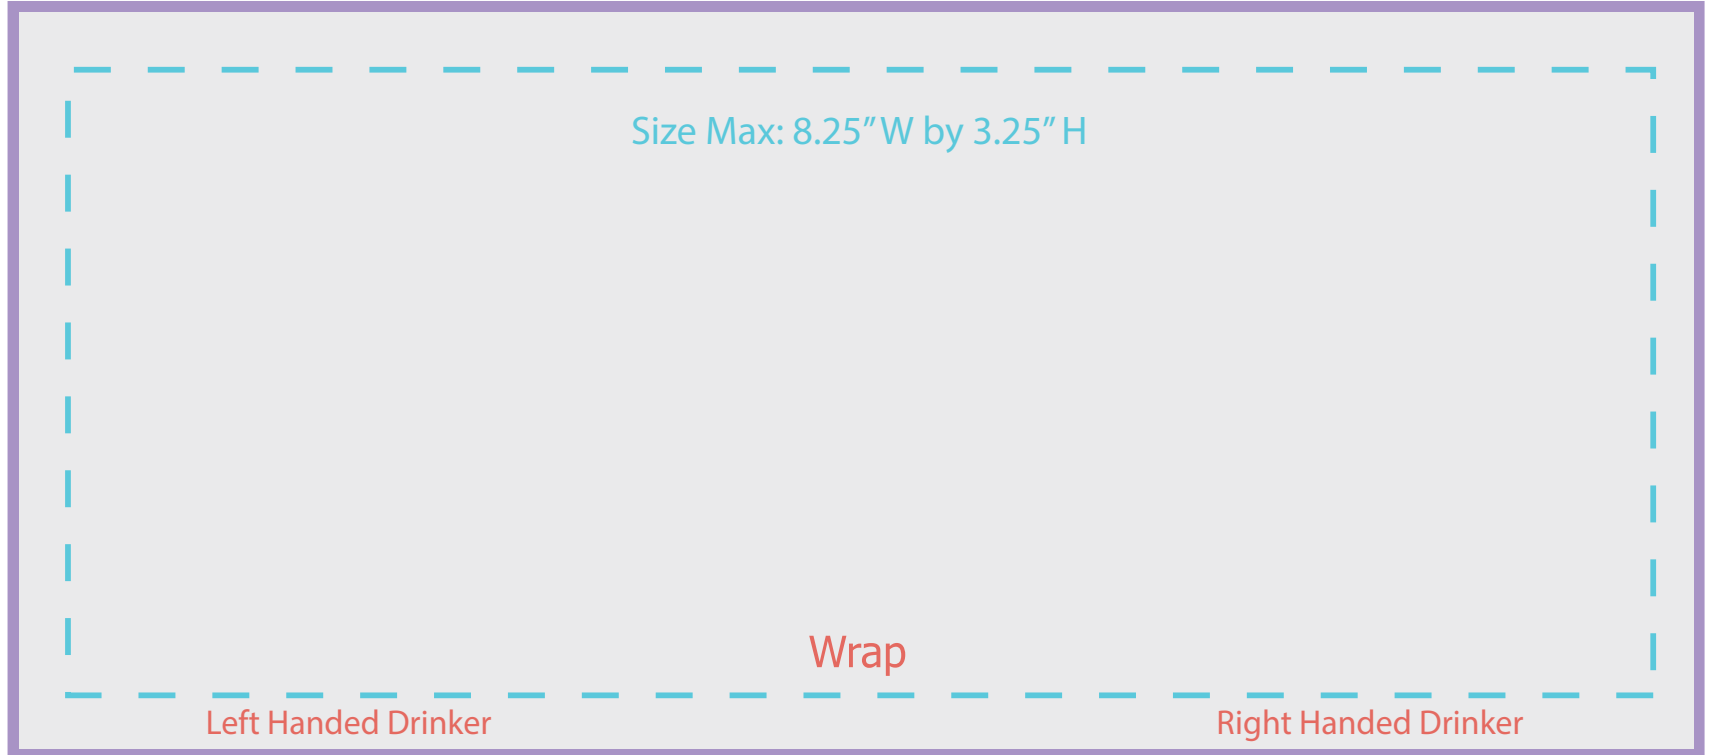 Size Max: 8.25” W by 3.25” H
Wrap
Left Handed Drinker
Right Handed Drinker